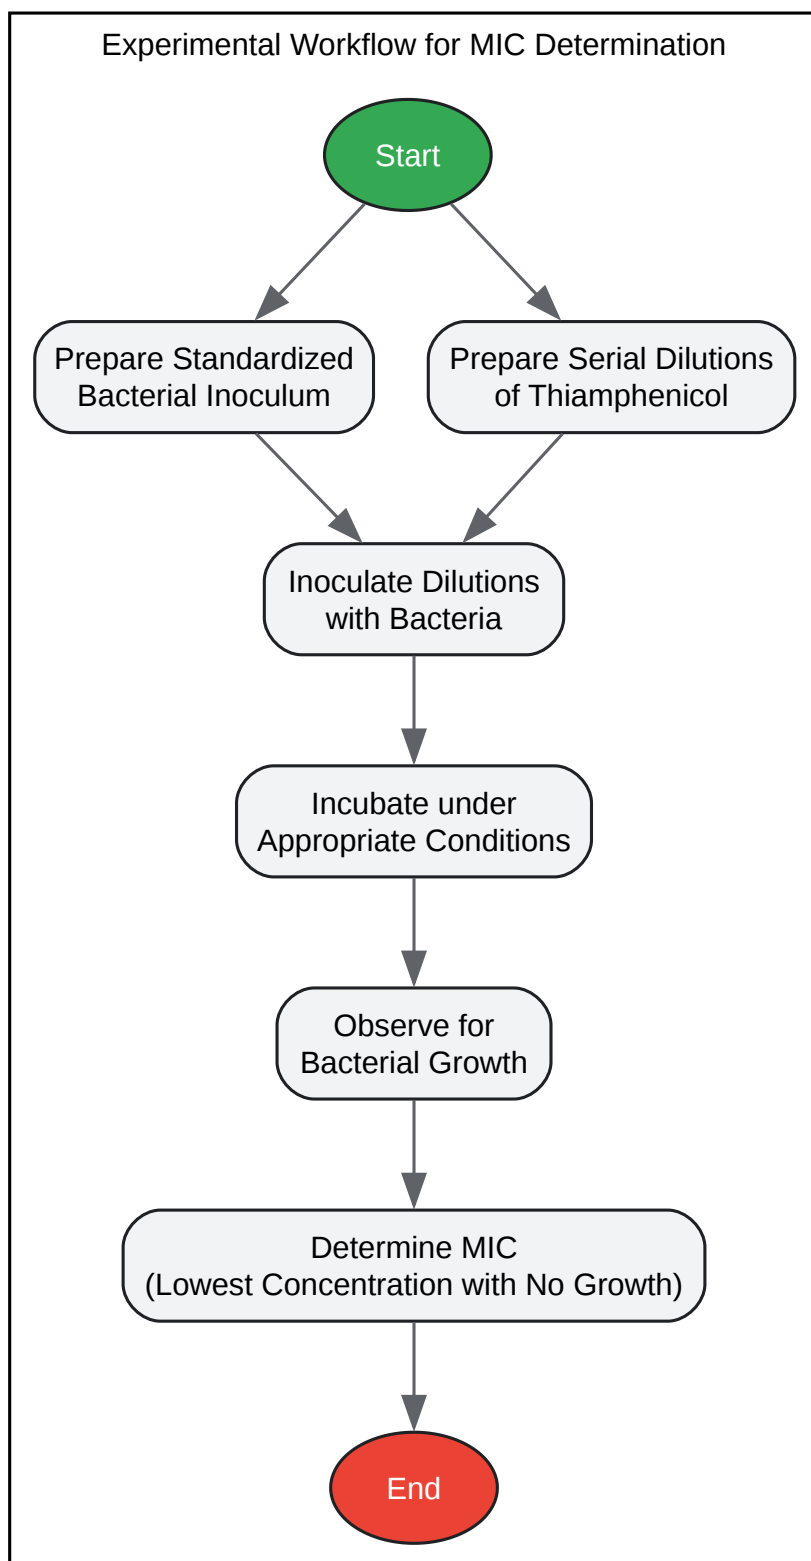 Experimental Workflow for MIC Determination
Start
Prepare Standardized
Bacterial Inoculum
Prepare Serial Dilutions
of Thiamphenicol
Inoculate Dilutions
with Bacteria
Incubate under
Appropriate Conditions
Observe for
Bacterial Growth
Determine MIC
(Lowest Concentration with No Growth)
End